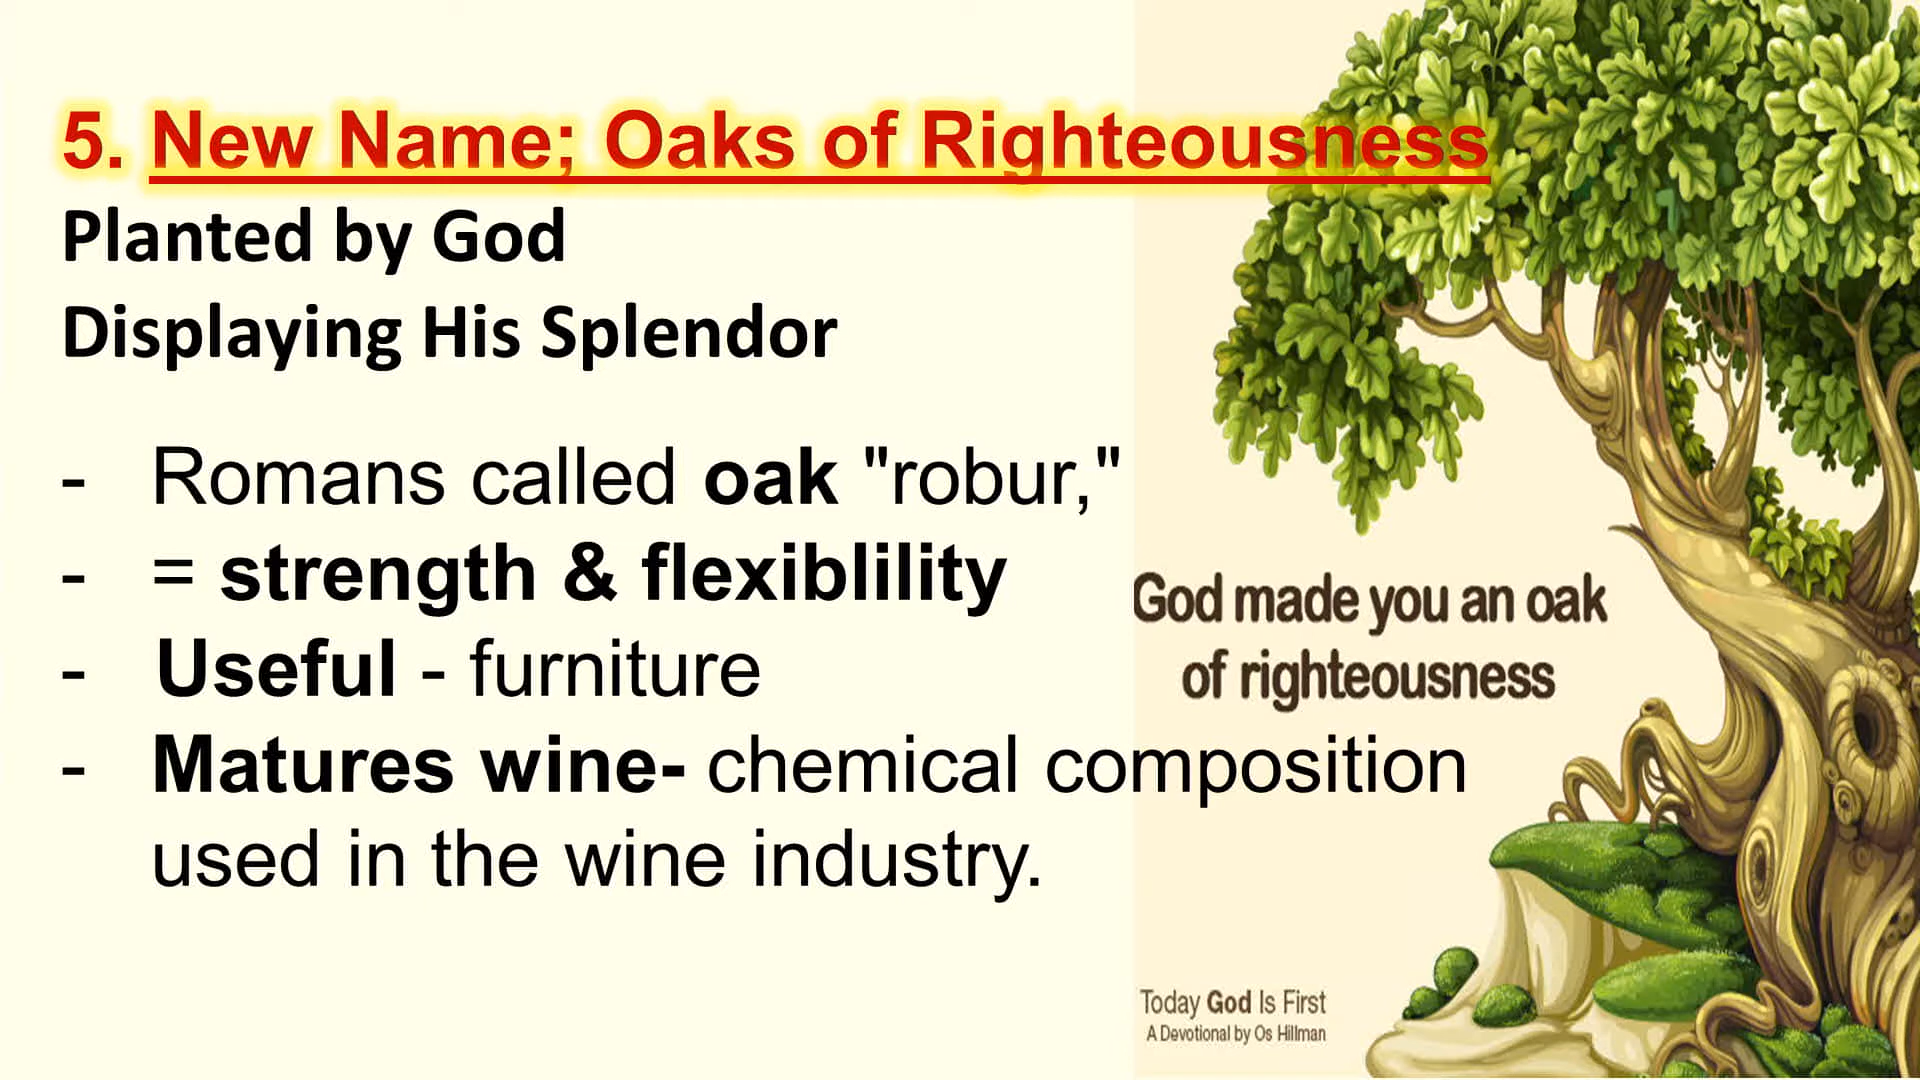 5. New Name; Oaks of Righteousness
Planted by God
Displaying His Splendor
- Romans called oak "robur,"
- = strength & flexiblility
- Useful - furniture
- Matures wine- chemical composition
used in the wine industry.
God made you an oak
of righteousness
Today God Is First
A Devotional by Os Hillman